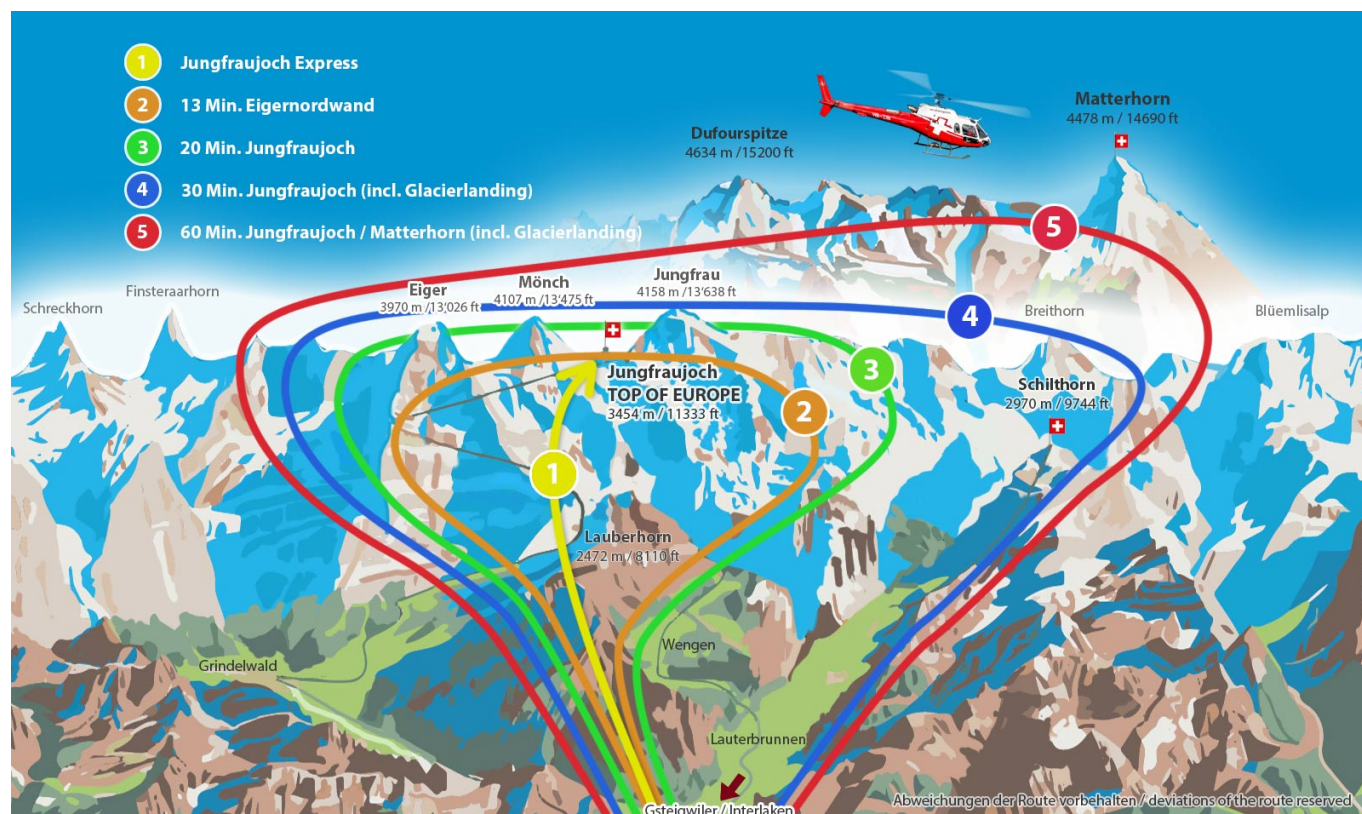 1 Jungfraujoch Express
2 13 Min. Eigernordwand
3 20 Min. Jungfraujoch
4 30 Min. Jungfraujoch (incl. Glacierlanding)
5 60 Min. Jungfraujoch / Matterhorn (incl. Glacierlanding)
Matterhorn
4478 m / 14690 ft
Dufourspitze
4634 m /15200 ft
5
Schreckhorn
Finsteraarhorn
Eiger
3970 m /13'026 ft
Mönch
4107 m /13'475 ft
Jungfrau
4158 m /13'638 ft
4
Breithorn
Blüemlisalp
Jungfraujoch
TOP OF EUROPE
3454 m / 11333 ft
3
Schilthorn
2970 m / 9744 ft
2
1
Lauberhorn
2472 m / 8110 ft
Grindelwald
Wengen
Lauterbrunnen
Gsteigwiler / Interlaken
Abweichungen der Route vorbehalten / deviations of the route reserved